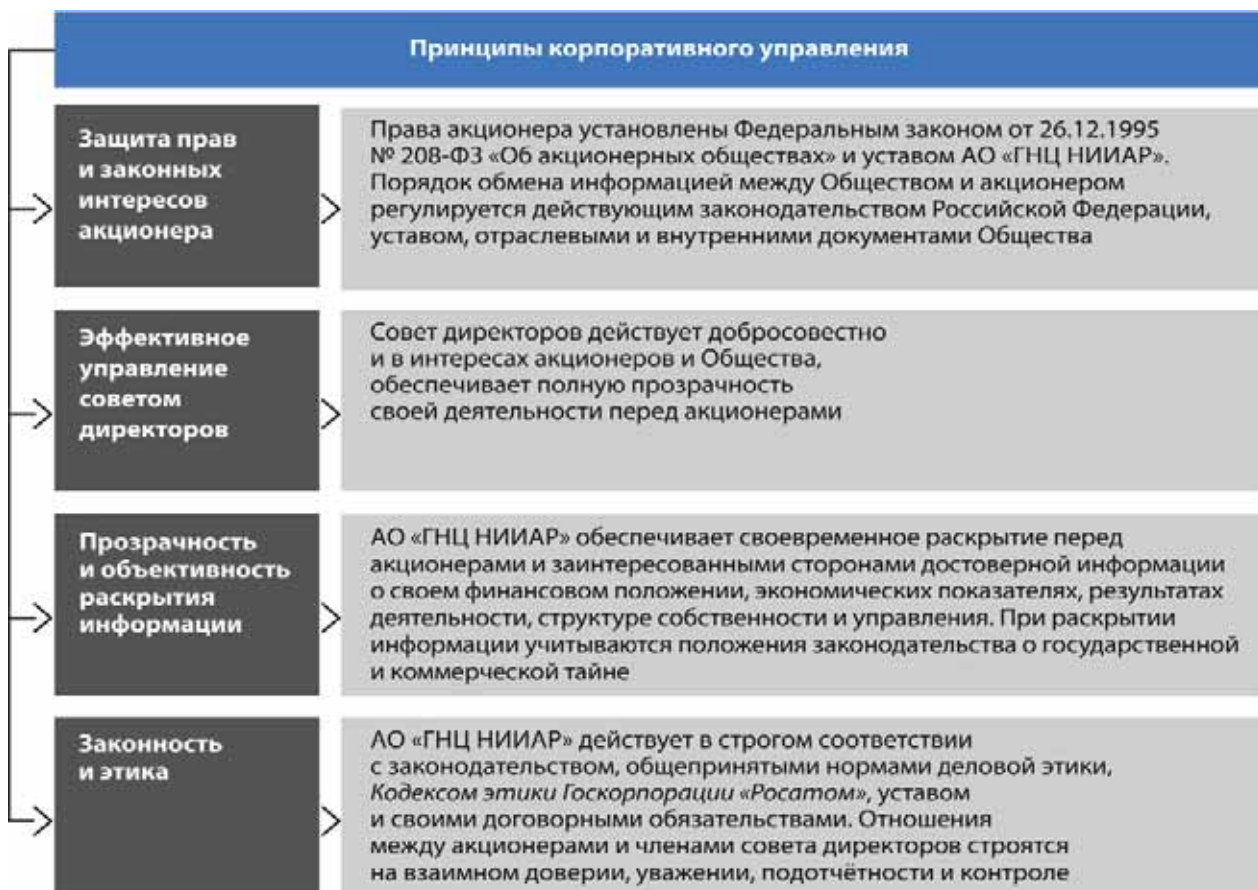 Принципы корпоративного управления
Защита прав
и законных
интересов
акционера
Права акционера установлены Федеральным законом от 26.12.1995
№ 208-ФЗ «Об акционерных обществах» и уставом АО «ГНЦ НИИАР».
Порядок обмена информацией между Обществом и акционером
регулируется действующим законодательством Российской Федерации,
уставом, отраслевыми и внутренними документами Общества
Эффективное
управление
советом
директоров
Совет директоров действует добросовестно
и в интересах акционеров и Общества,
обеспечивает полную прозрачность
своей деятельности перед акционерами
Прозрачность
и объективность
раскрытия
информации
АО «ГНЦ НИИАР» обеспечивает своевременное раскрытие перед
акционерами и заинтересованными сторонами достоверной информации
о своем финансовом положении, экономических показателях, результатах
деятельности, структуре собственности и управления. При раскрытии
информации учитываются положения законодательства о государственной
и коммерческой тайне
Законность
и этика
АО «ГНЦ НИИАР» действует в строгом соответствии
с законодательством, общепринятыми нормами деловой этики,
Кодексом этики Госкорпорации «Росатом», уставом
и своими договорными обязательствами. Отношения
между акционерами и членами совета директоров строятся
на взаимном доверии, уважении, подотчётности и контроле